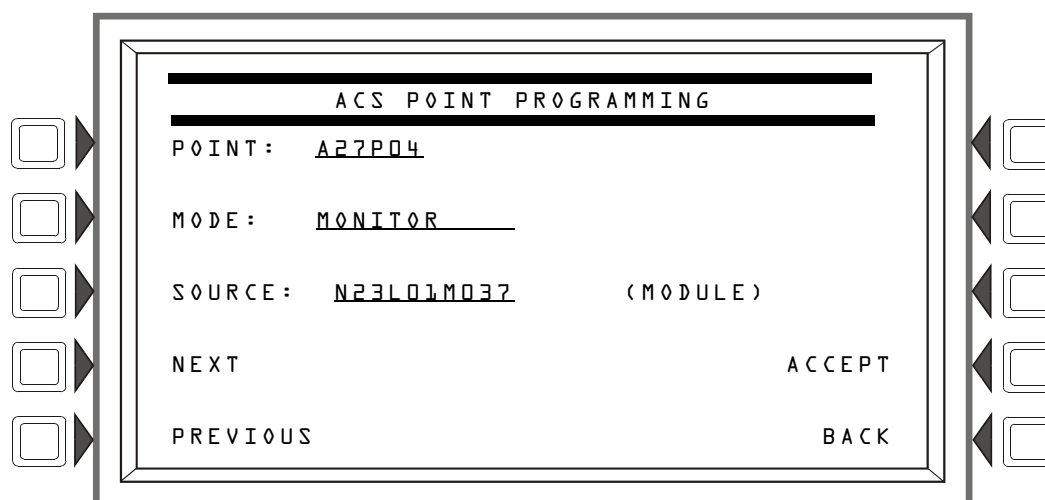 ACS POINT PROGRAMMING
POINT: A27P04
MODE: MONITOR
SOURCE: N23L01M037 (MODULE)
NEXT ACCEPT
PREVIOUS BACK